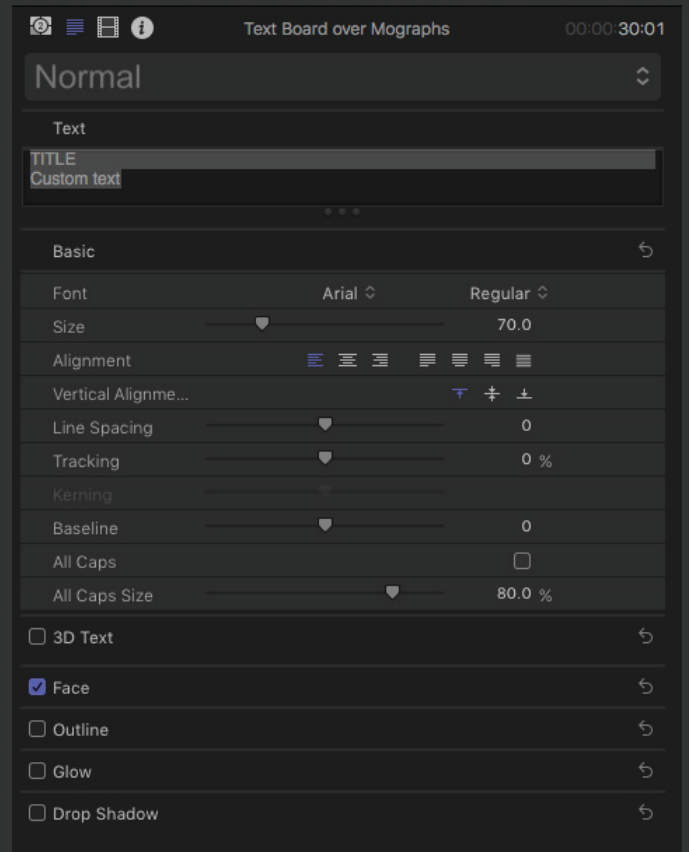 2
Text Board over Mographs 00:00:30:01
Normal
Text
TITLE
Custom text
Basic
Font Arial Regular
Size 70.0
Alignment
Vertical Alignme...
Line Spacing 0
Tracking 0 %
Kerning
Baseline 0
All Caps
All Caps Size 80.0 %
3D Text
Face
Outline
Glow
Drop Shadow